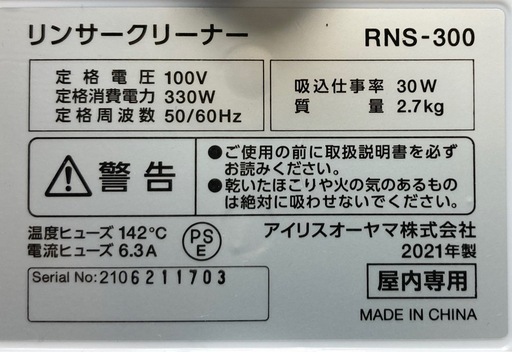 リンサークリーナー RNS-300
定格電圧 100V
定格消費電力 330W
定格周波数 50/60Hz
吸込仕事率 30W
質量 2.7kg
警告
●ご使用の前に取扱説明書を必ず
お読みください。
●乾いたほこりや火の気のあるもの
は絶対に吸わせないでください。
温度ヒューズ 142℃
電流ヒューズ 6.3A
PS
E
アイリスオーヤマ株式会社
2021年製
Serial No: 2106211703
屋内専用
MADE IN CHINA